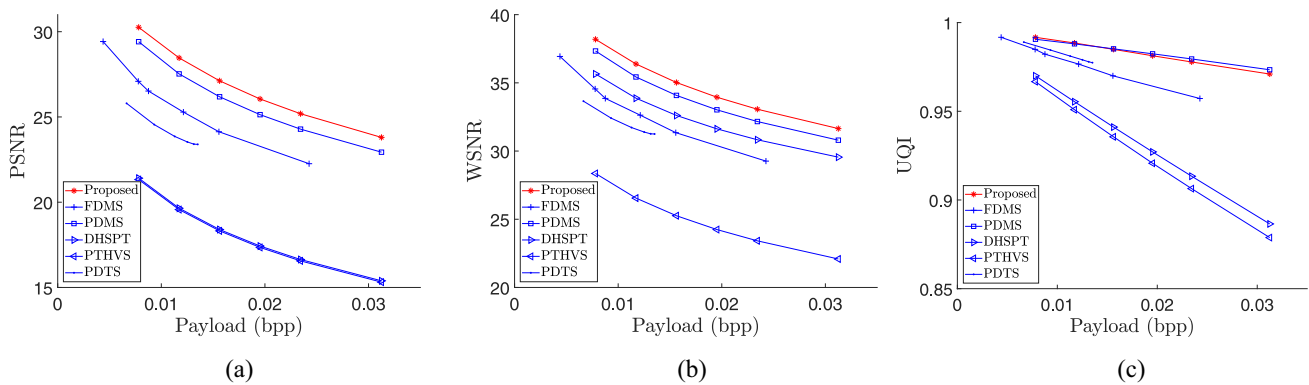 30
25
20
15
PSNR
0
0.01
0.02
0.03
Payload (bpp)
Proposed
FDMS
PDMS
DHSPT
PTHVS
PDTS
(a)
40
35
30
25
20
WSNR
0
0.01
0.02
0.03
Payload (bpp)
Proposed
FDMS
PDMS
DHSPT
PTHVS
PDTS
(b)
1
0.95
0.9
0.85
UQI
0
0.01
0.02
0.03
Payload (bpp)
Proposed
FDMS
PDMS
DHSPT
PTHVS
PDTS
(c)